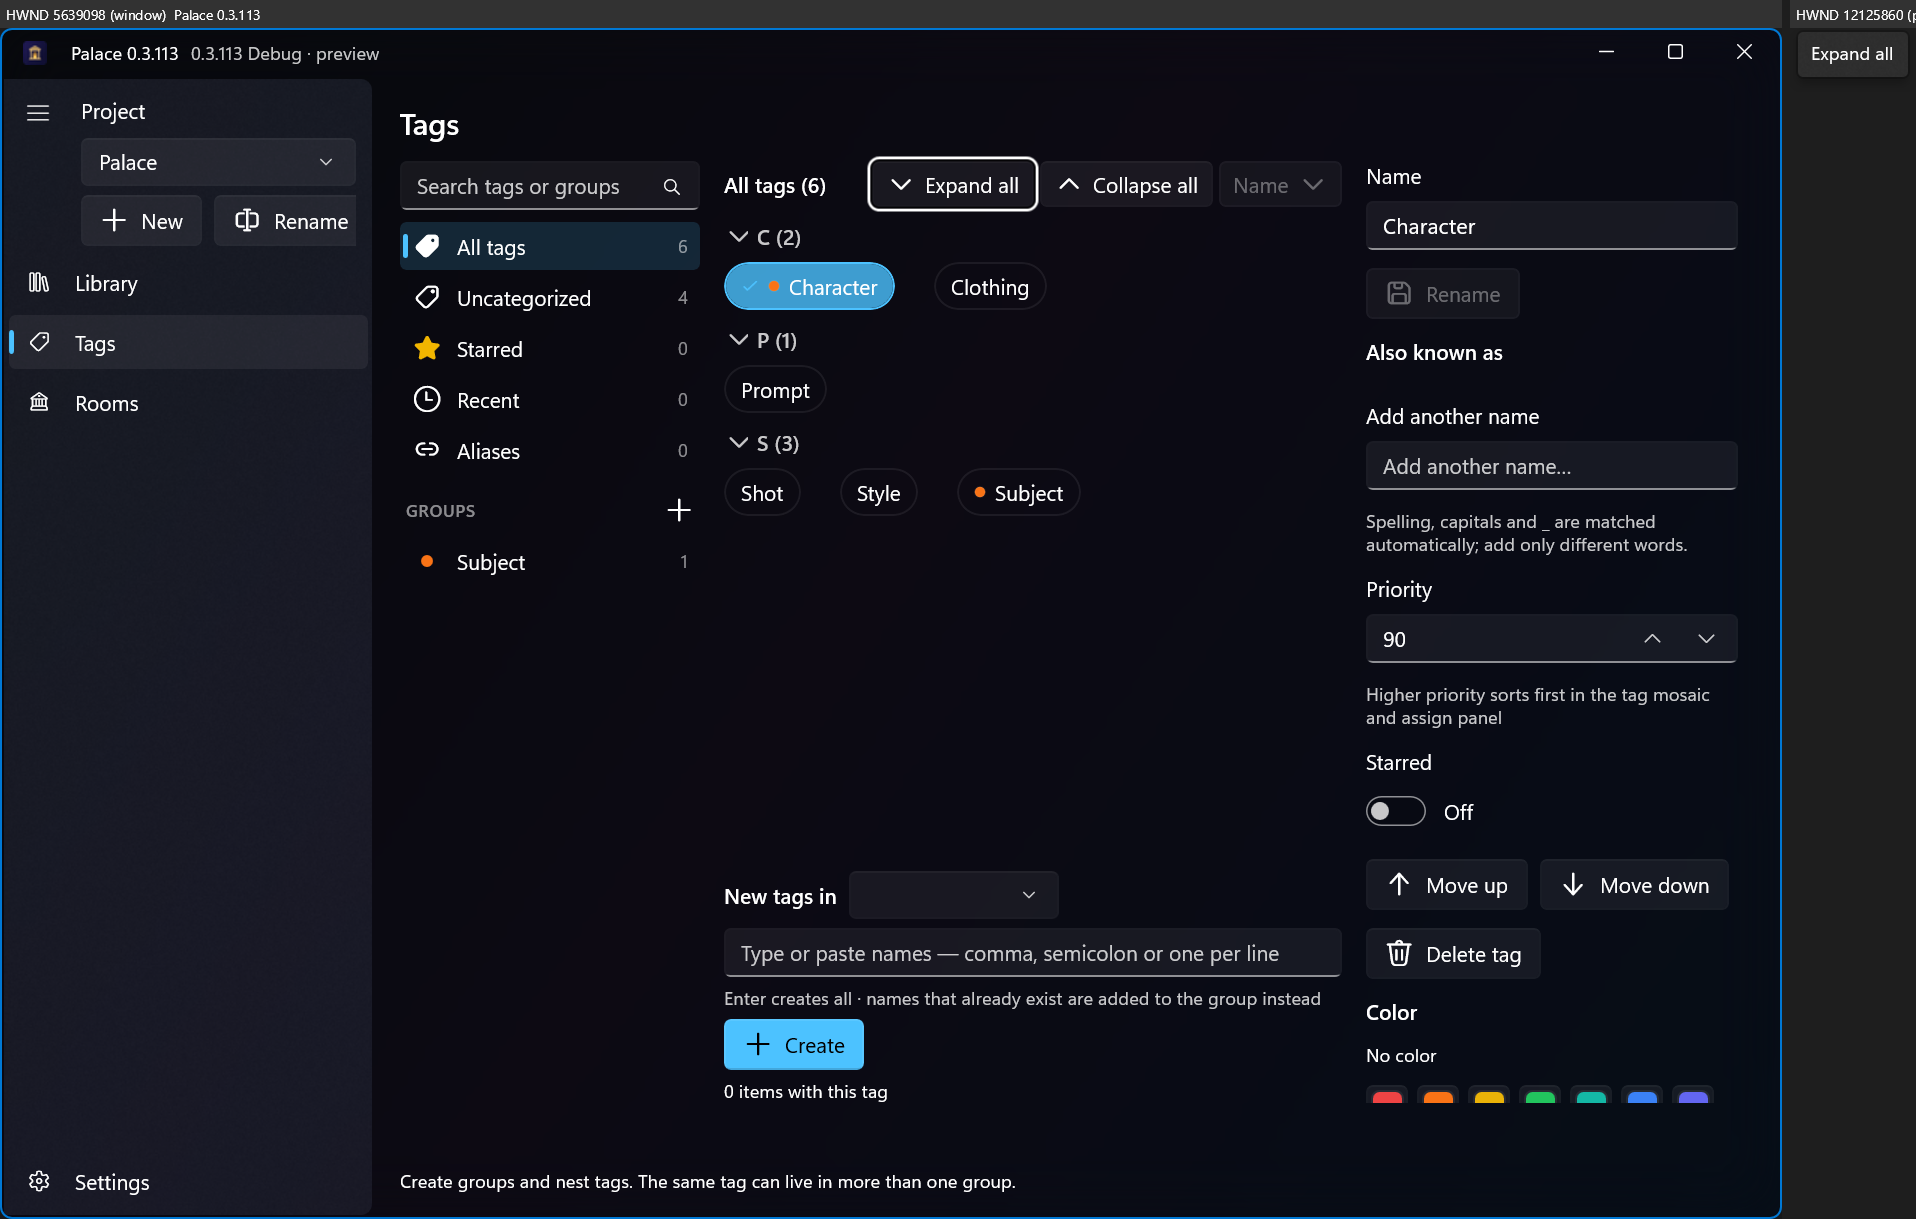 HWND 5639098 (window) Palace 0.3.113
HWND 12125860 (p
Palace 0.3.113 0.3.113 Debug · preview
Expand all
Project
Palace
New
Rename
Library
Tags
Rooms
Settings
Tags
Search tags or groups
All tags 6
Uncategorized 4
Starred 0
Recent 0
Aliases 0
GROUPS
Subject 1
All tags (6)
Expand all
Collapse all
Name
C (2)
Character
Clothing
P (1)
Prompt
S (3)
Shot
Style
Subject
New tags in
Type or paste names — comma, semicolon or one per line
Enter creates all · names that already exist are added to the group instead
Create
0 items with this tag
Name
Character
Rename
Also known as
Add another name
Add another name...
Spelling, capitals and _ are matched
automatically; add only different words.
Priority
90
Higher priority sorts first in the tag mosaic
and assign panel
Starred
Off
Move up
Move down
Delete tag
Color
No color
Create groups and nest tags. The same tag can live in more than one group.